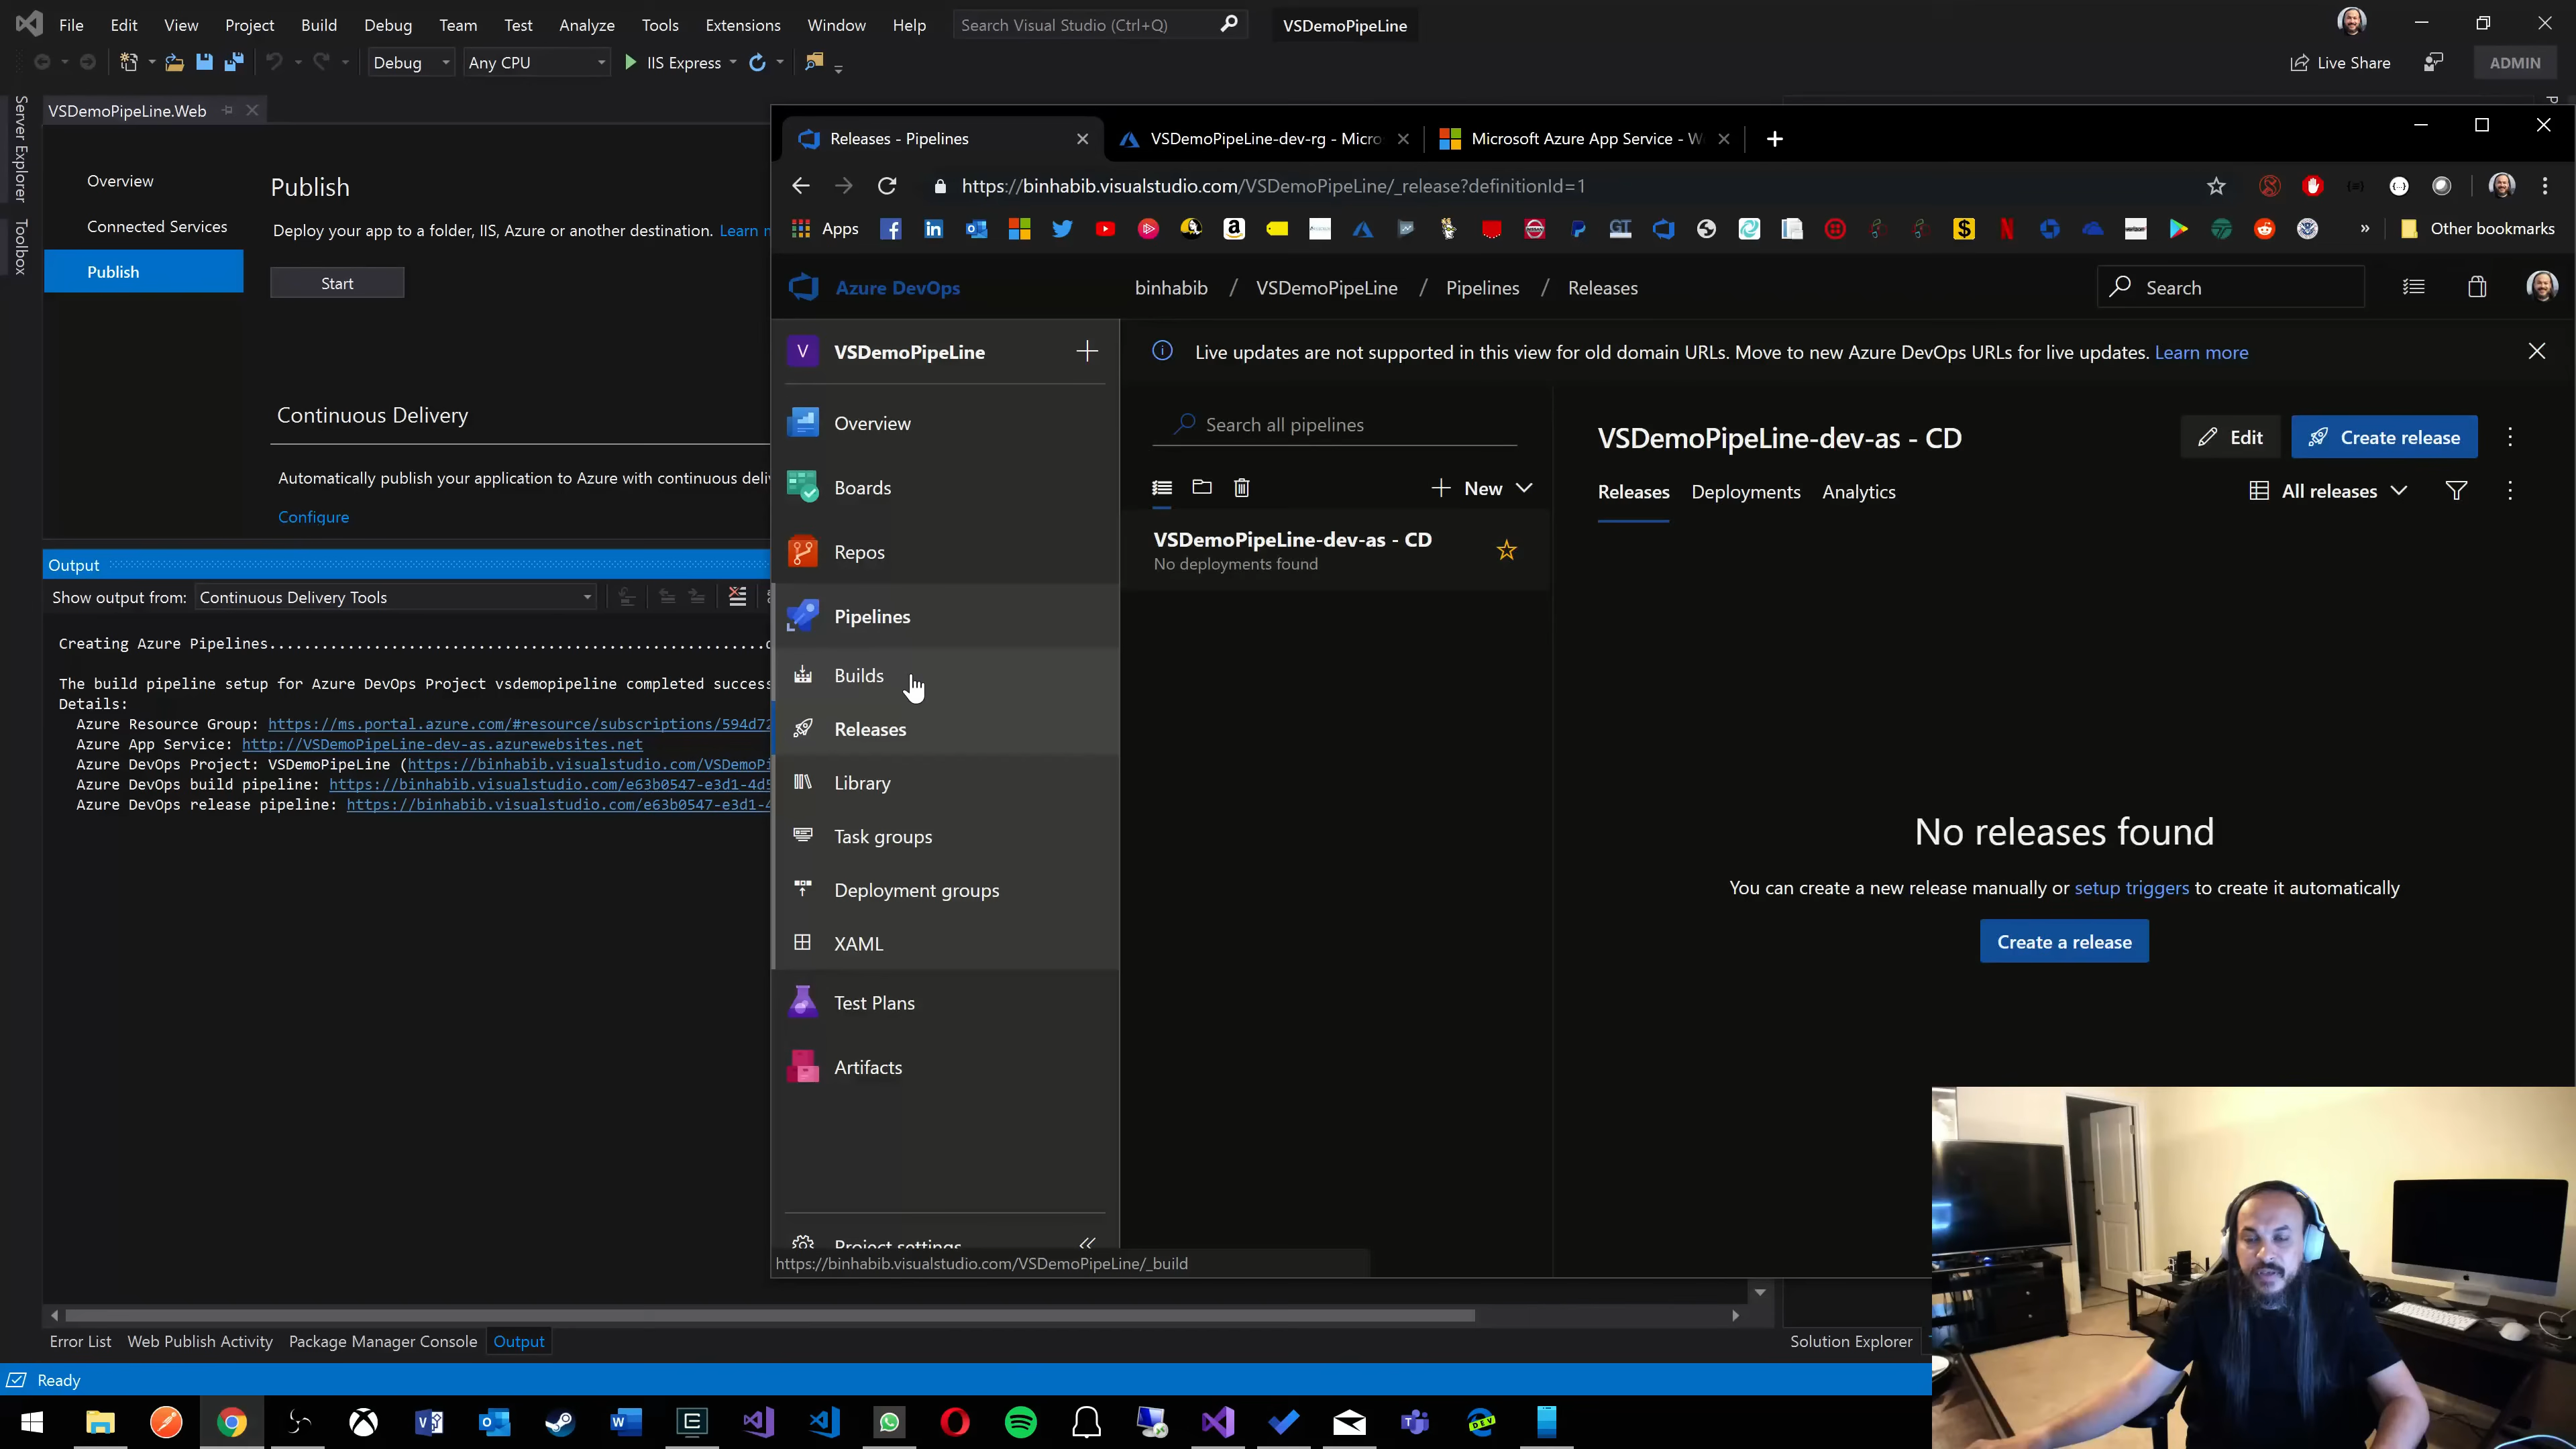 File Edit View Project Build Debug Team Test Analyze Tools Extensions Window Help Search Visual Studio (Ctrl+Q) VSDemoPipeLine
Debug Any CPU IIS Express Live Share ADMIN
Server Explorer
Toolbox
VSDemoPipeLine.Web
Overview
Connected Services
Publish
Publish
Deploy your app to a folder, IIS, Azure or another destination.
Start
Continuous Delivery
Automatically publish your application to Azure with continuous
Configure
Output
Show output from: Continuous Delivery Tools
Creating Azure Pipelines
The build pipeline setup for Azure DevOps Project vsdemopipeline completed
Details:
Azure Resource Group: https://ms.portal.azure.com/#resource/subscriptions/594d72
Azure App Service: http://VSDemoPipeLine-dev-as.azurewebsites.net
Azure DevOps Project: VSDemoPipeLine (https://binhabib.visualstudio.com/VSDemoPi
Azure DevOps build pipeline: https://binhabib.visualstudio.com/e63b0547-e3d1-4d5
Azure DevOps release pipeline: https://binhabib.visualstudio.com/e63b0547-e3d1-4
Releases - Pipelines VSDemoPipeLine-dev-rg - Micro Microsoft Azure App Service - W
https://binhabib.visualstudio.com/VSDemoPipeLine/_release?definitionId=1
Apps Other bookmarks
Azure DevOps binhabib / VSDemoPipeLine / Pipelines / Releases Search
V VSDemoPipeLine
Overview
Boards
Repos
Pipelines
Builds
Releases
Library
Task groups
Deployment groups
XAML
Test Plans
Artifacts
Project settings
https://binhabib.visualstudio.com/VSDemoPipeLine/_build
Live updates are not supported in this view for old domain URLs. Move to new Azure DevOps URLs for live updates. Learn more
Search all pipelines
New
VSDemoPipeLine-dev-as - CD
No deployments found
VSDemoPipeLine-dev-as - CD Edit Create release
Releases Deployments Analytics All releases
No releases found
You can create a new release manually or setup triggers to create it automatically
Create a release
Error List Web Publish Activity Package Manager Console Output Solution Explorer
Ready